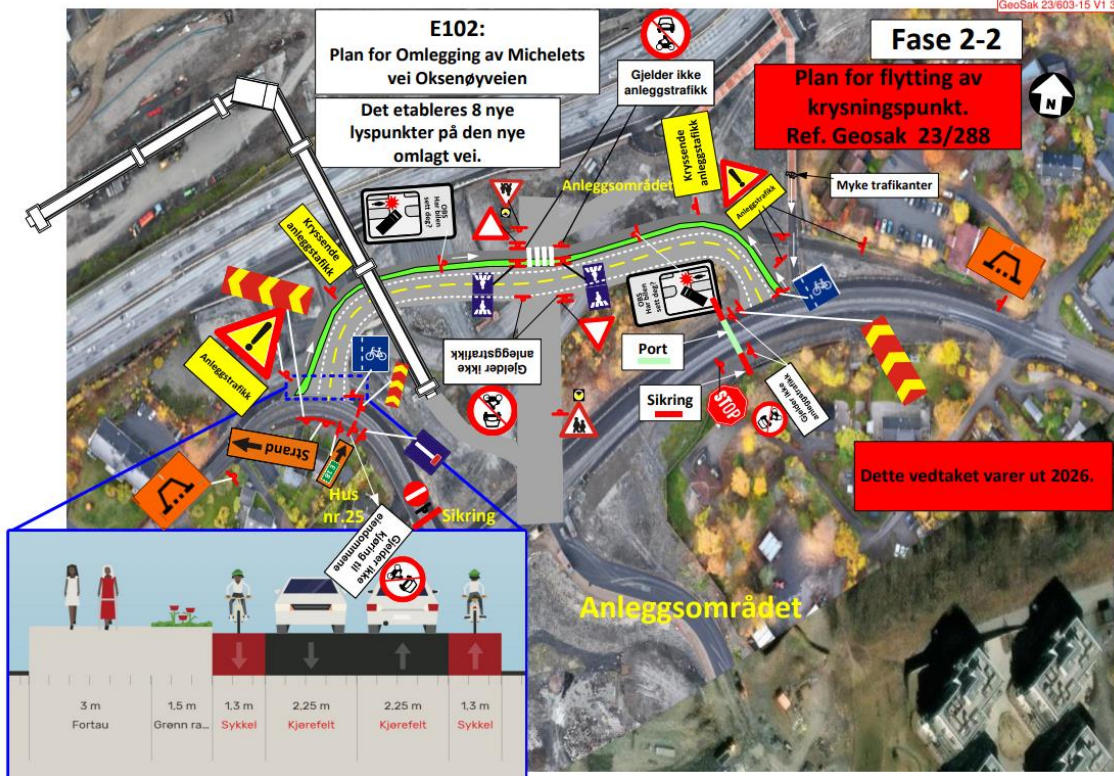 GeoSak 23/603-15 V1 3
E102:
Plan for Omlegging av Michelets
vei Oksenøyveien
Det etableres 8 nye
lyspunkter på den nye
omlagt vei.
Gjelder ikke
anleggstrafikk
Fase 2-2
Plan for flytting av
krysningspunkt.
Ref. Geosak 23/288
N
Myke trafikanter
Anleggsområdet
Kryssende
anleggstrafikk
Anleggstrafikk
OBS
Har bilen
sett deg?
Kryssende
anleggstafikk
Anleggstrafikk
OBS
Har bilen
sett deg?
Gjelder ikke
anleggstrafikk
Port
Sikring
STOP
Gjelder ikke
anleggstrafikk
Strand
E 18
Hus
nr.25
Sikring
Gjelder ikke
kjøring til
eiendommene
Dette vedtaket varer ut 2026.
Anleggsområdet
3 m
Fortau
1,5 m
Grønn ra...
1,3 m
Sykkel
2,25 m
Kjørefelt
2,25 m
Kjørefelt
1,3 m
Sykkel